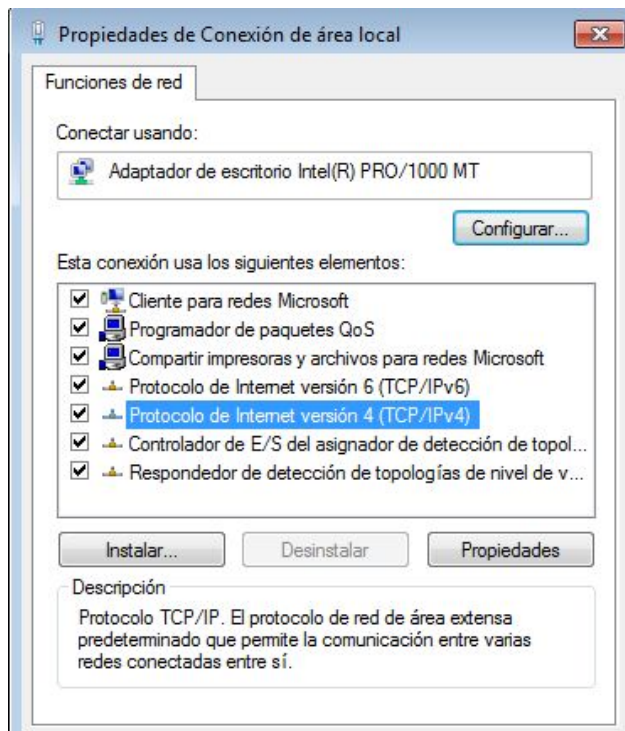 Propiedades de Conexión de área local
Funciones de red
Conectar usando:
Adaptador de escritorio Intel(R) PRO/1000 MT
Configurar...
Esta conexión usa los siguientes elementos:
Cliente para redes Microsoft
Programador de paquetes QoS
Compartir impresoras y archivos para redes Microsoft
Protocolo de Internet versión 6 (TCP/IPv6)
Protocolo de Internet versión 4 (TCP/IPv4)
Controlador de E/S del asignador de detección de topol...
Respondedor de detección de topologías de nivel de v...
Instalar... Desinstalar Propiedades
Descripción
Protocolo TCP/IP. El protocolo de red de área extensa
predeterminado que permite la comunicación entre varias
redes conectadas entre sí.